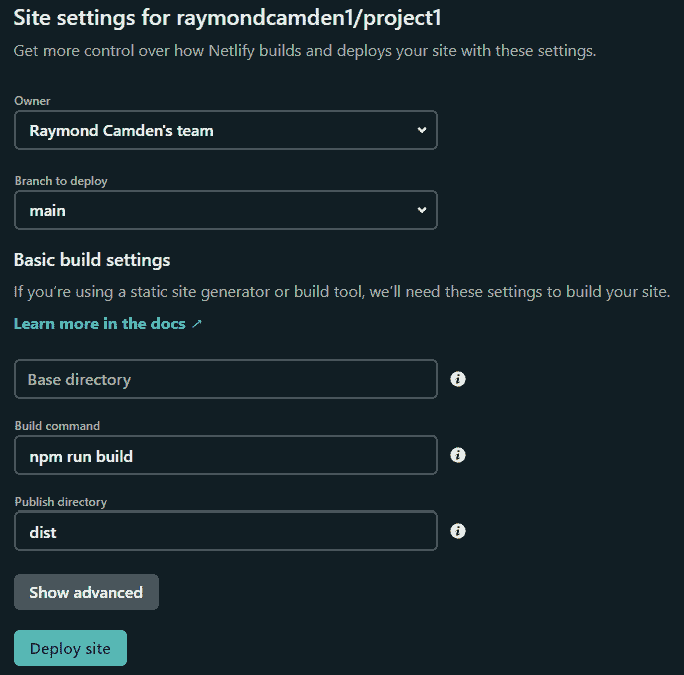 Site settings for raymondcamden1/project1
Get more control over how Netlify builds and deploys your site with these settings.
Owner
Raymond Camden's team
Branch to deploy
main
Basic build settings
If you’re using a static site generator or build tool, we’ll need these settings to build your site.
Learn more in the docs ↗
Base directory
Build command
npm run build
Publish directory
dist
Show advanced
Deploy site